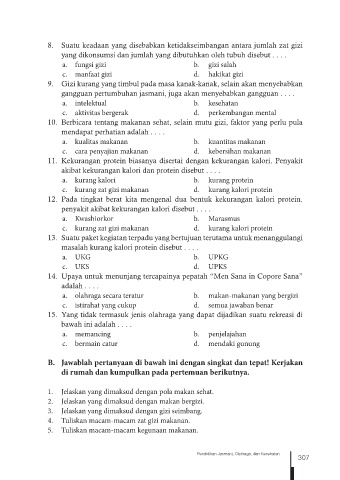 8. Suatu keadaan yang disebabkan ketidakseimbangan antara jumlah zat gizi
yang dikonsumsi dan jumlah yang dibutuhkan oleh tubuh disebut . . . .
a. fungsi gizi b. gizi salah
c. manfaat gizi d. hakikat gizi
9. Gizi kurang yang timbul pada masa kanak-kanak, selain akan menyebabkan
gangguan pertumbuhan jasmani, juga akan menyebabkan gangguan . . . .
a. intelektual b. kesehatan
c. aktivitas bergerak d. perkembangan mental
10. Berbicara tentang makanan sehat, selain mutu gizi, faktor yang perlu pula
mendapat perhatian adalah . . . .
a. kualitas makanan b. kuantitas makanan
c. cara penyajian makanan d. kebersihan makanan
11. Kekurangan protein biasanya disertai dengan kekurangan kalori. Penyakit
akibat kekurangan kalori dan protein disebut . . . .
a. kurang kalori b. kurang protein
c. kurang zat gizi makanan d. kurang kalori protein
12. Pada tingkat berat kita mengenal dua bentuk kekurangan kalori protein.
penyakit akibat kekurangan kalori disebut . . . .
a. Kwashiorkor b. Marasmus
c. kurang zat gizi makanan d. kurang kalori protein
13. Suatu paket kegiatan terpadu yang bertujuan terutama untuk menanggulangi
masalah kurang kalori protein disebut . . . .
a. UKG b. UPKG
c. UKS d. UPKS
14. Upaya untuk menunjang tercapainya pepatah "Men Sana in Copore Sana"
adalah . . . .
a. olahraga secara teratur b. makan-makanan yang bergizi
c. istirahat yang cukup d. semua jawaban benar
15. Yang tidak termasuk jenis olahraga yang dapat dijadikan suatu rekreasi di
bawah ini adalah . . . .
a. memancing b. penjelajahan
c. bermain catur d. mendaki gunung
B. Jawablah pertanyaan di bawah ini dengan singkat dan tepat! Kerjakan
di rumah dan kumpulkan pada pertemuan berikutnya.
1. Jelaskan yang dimaksud dengan pola makan sehat.
2. Jelaskan yang dimaksud dengan makan bergizi.
3. Jelaskan yang dimaksud dengan gizi seimbang.
4. Tuliskan macam-macam zat gizi makanan.
5. Tuliskan macam-macam kegunaan makanan.
Pendidikan Jasmani, Olahraga, dan Kesehatan
307